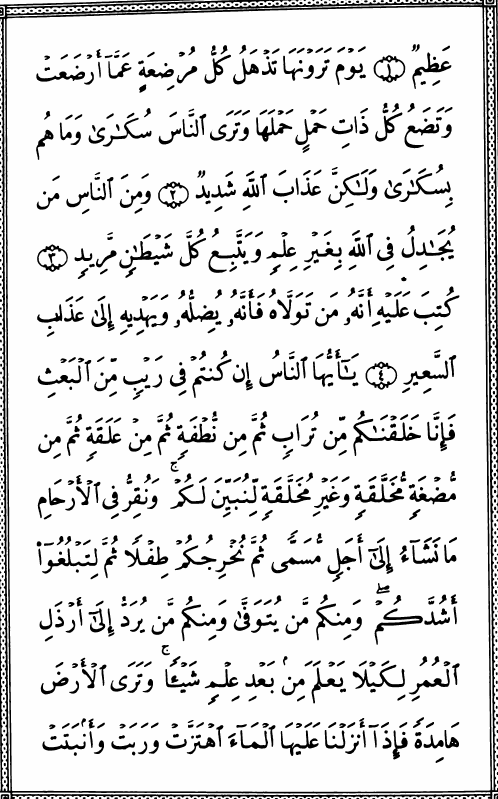 عَظِيمٌ ۝١ يَوْمَ تَرَوْنَهَا تَذْهَلُ كُلُّ مُرْضِعَةٍ عَمَّآ أَرْضَعَتْ
وَتَضَعُ كُلُّ ذَاتِ حَمْلٍ حَمْلَهَا وَتَرَى ٱلنَّاسَ سُكَـٰرَىٰ وَمَا هُم
بِسُكَـٰرَىٰ وَلَـٰكِنَّ عَذَابَ ٱللَّهِ شَدِيدٌ ۝٢ وَمِنَ ٱلنَّاسِ مَن
يُجَـٰدِلُ فِى ٱللَّهِ بِغَيْرِ عِلْمٍ وَيَتَّبِعُ كُلَّ شَيْطَـٰنٍ مَّرِيدٍ ۝٣
كُتِبَ عَلَيْهِ أَنَّهُۥ مَن تَوَلَّاهُ فَأَنَّهُۥ يُضِلُّهُۥ وَيَهْدِيهِ إِلَىٰ عَذَابِ
ٱلسَّعِيرِ ۝٤ يَـٰٓأَيُّهَا ٱلنَّاسُ إِن كُنتُمْ فِى رَيْبٍ مِّنَ ٱلْبَعْثِ
فَإِنَّا خَلَقْنَـٰكُم مِّن تُرَابٍ ثُمَّ مِن نُّطْفَةٍ ثُمَّ مِنْ عَلَقَةٍ ثُمَّ مِن
مُّضْغَةٍ مُّخَلَّقَةٍ وَغَيْرِ مُخَلَّقَةٍ لِّنُبَيِّنَ لَكُمْ ۚ وَنُقِرُّ فِى ٱلْأَرْحَامِ
مَا نَشَآءُ إِلَىٰٓ أَجَلٍ مُّسَمًّى ثُمَّ نُخْرِجُكُمْ طِفْلًا ثُمَّ لِتَبْلُغُوٓا۟
أَشُدَّكُمْ ۖ وَمِنكُم مَّن يُتَوَفَّىٰ وَمِنكُم مَّن يُرَدُّ إِلَىٰٓ أَرْذَلِ
ٱلْعُمُرِ لِكَيْلَا يَعْلَمَ مِنۢ بَعْدِ عِلْمٍ شَيْـًٔا ۚ وَتَرَى ٱلْأَرْضَ
هَامِدَةً فَإِذَآ أَنزَلْنَا عَلَيْهَا ٱلْمَآءَ ٱهْتَزَّتْ وَرَبَتْ وَأَنۢبَتَتْ